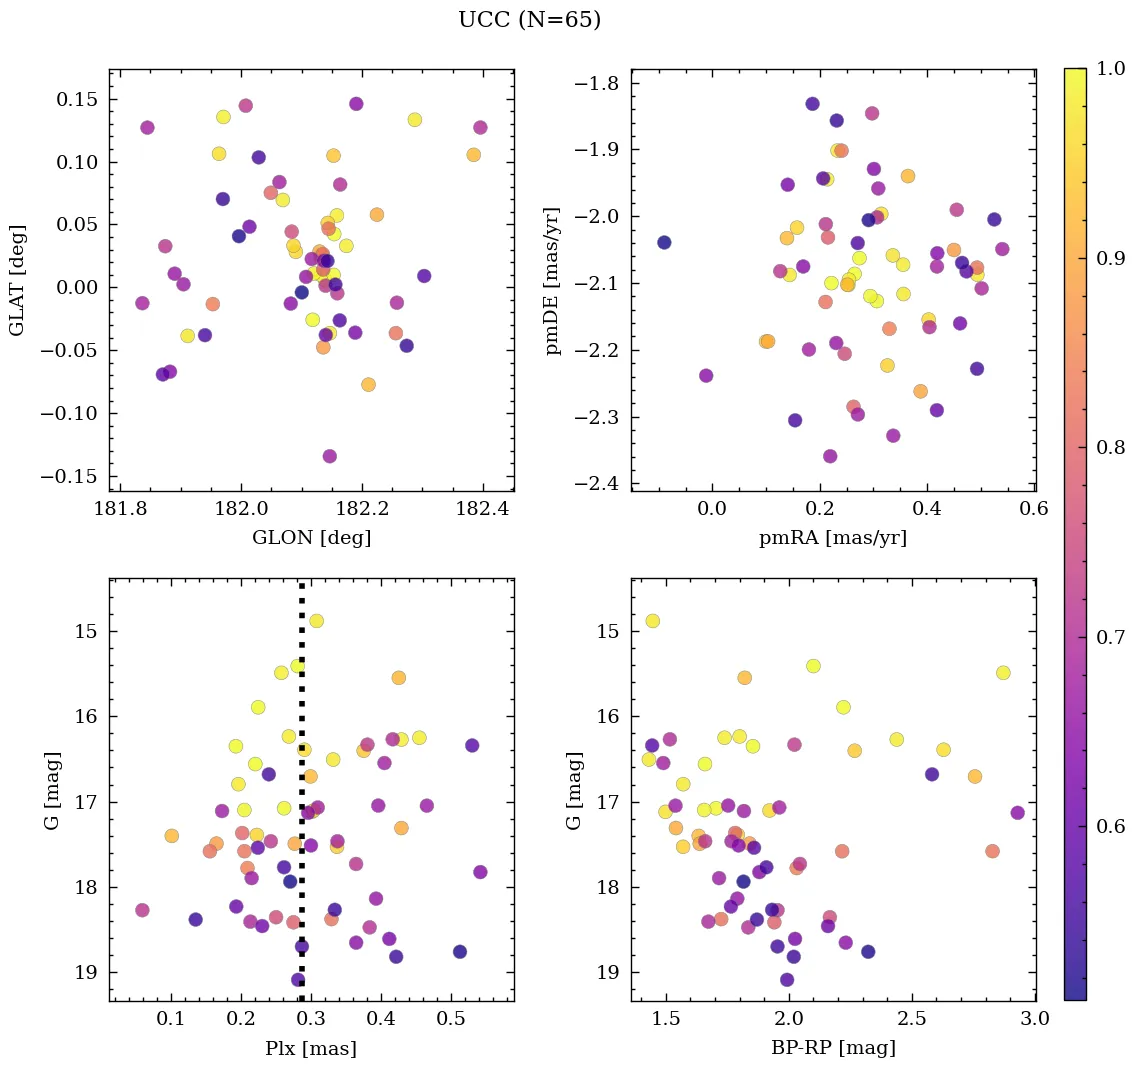 UCC (N=65)
0.15
0.10
0.05
0.00
−0.05
−0.10
−0.15
GLAT [deg]
181.8 182.0 182.2 182.4
GLON [deg]
−1.8
−1.9
−2.0
−2.1
−2.2
−2.3
−2.4
pmDE [mas/yr]
0.0 0.2 0.4 0.6
pmRA [mas/yr]
15
16
17
18
19
G [mag]
0.1 0.2 0.3 0.4 0.5
Plx [mas]
15
16
17
18
19
G [mag]
1.5 2.0 2.5 3.0
BP-RP [mag]
1.0
0.9
0.8
0.7
0.6